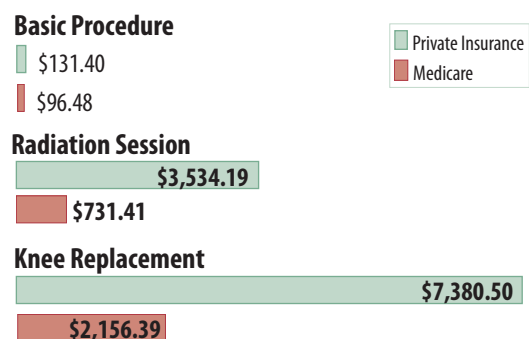 Basic Procedure
Private Insurance
Medicare
$131.40
$96.48
Radiation Session
$3,534.19
$731.41
Knee Replacement
$7,380.50
$2,156.39